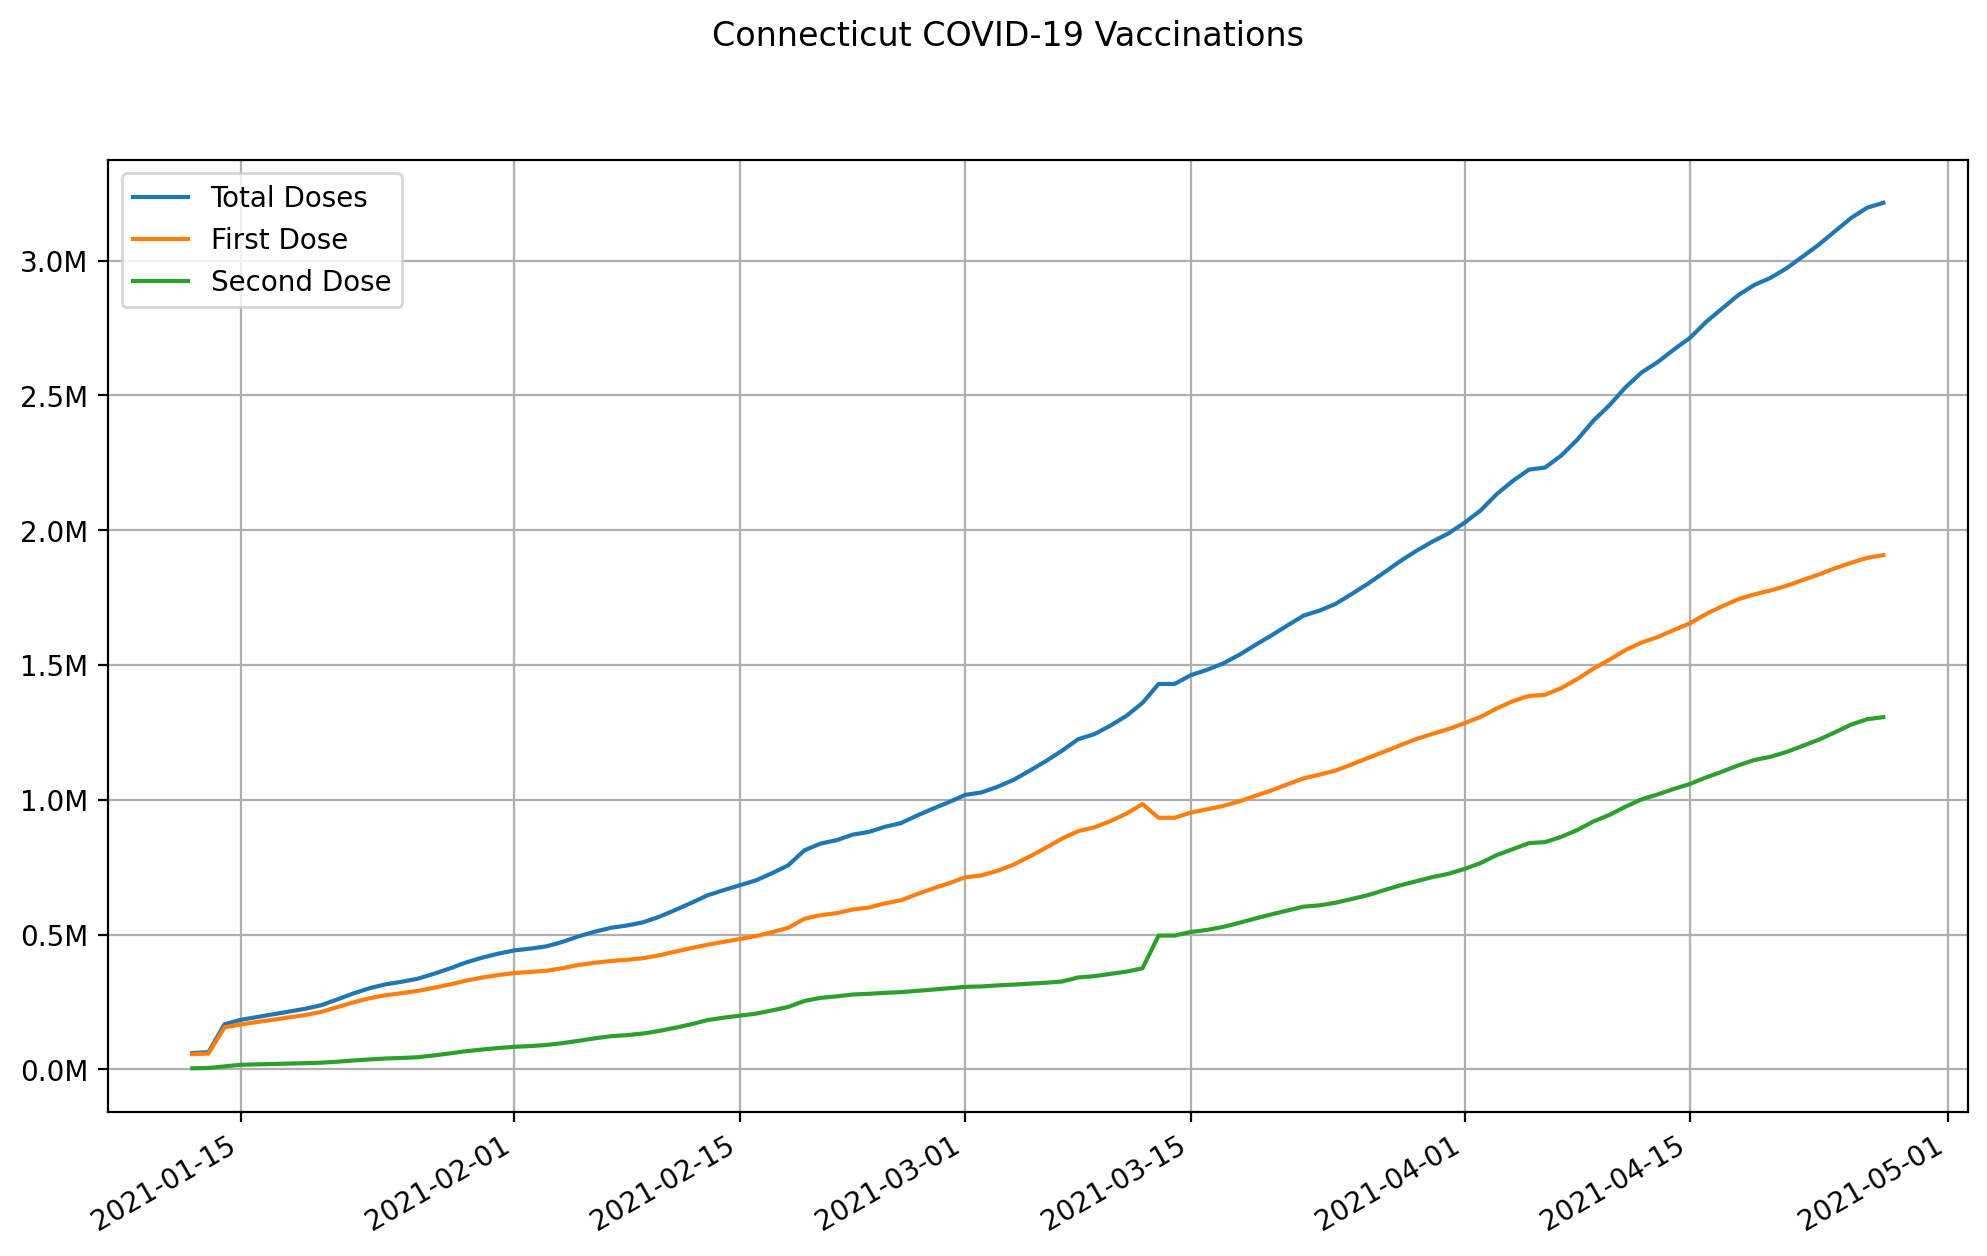 Connecticut COVID-19 Vaccinations
Total Doses
First Dose
Second Dose
3.0M
2.5M
2.0M
1.5M
1.0M
0.5M
0.0M
2021-01-15
2021-02-01
2021-02-15
2021-03-01
2021-03-15
2021-04-01
2021-04-15
2021-05-01